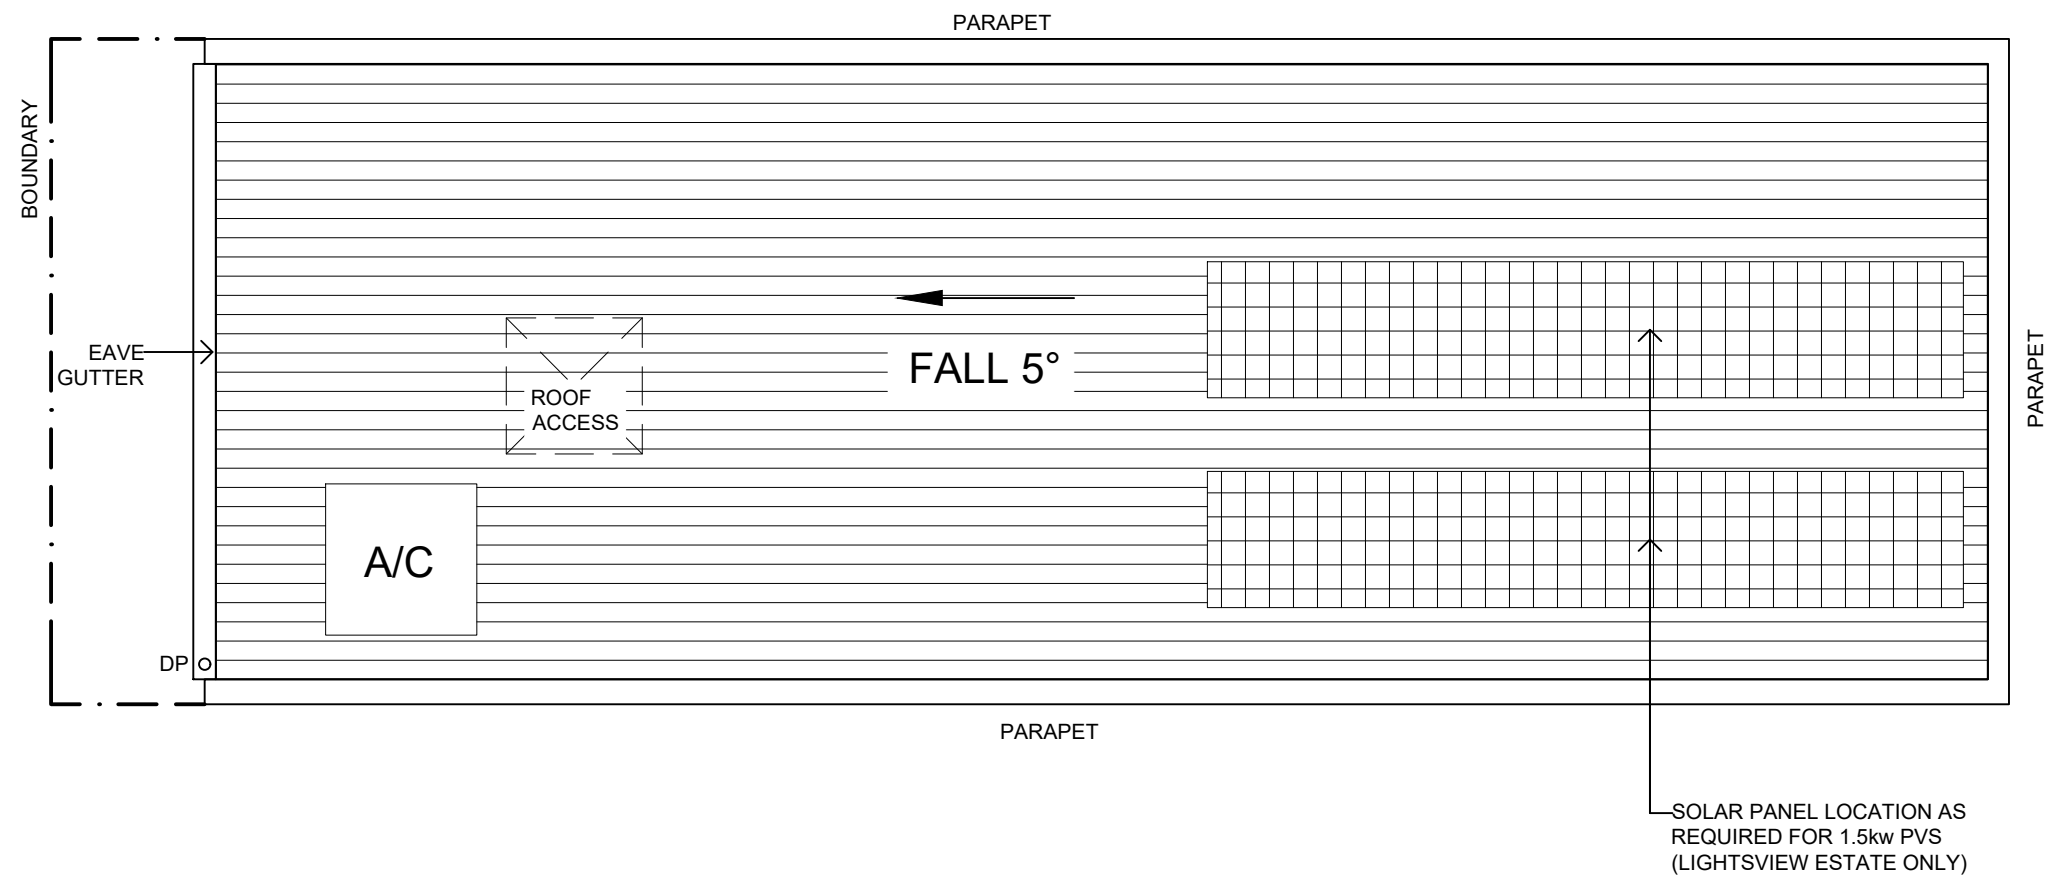 PARAPET
BOUNDARY
EAVE
GUTTER
FALL 5°
ROOF
ACCESS
PARAPET
A/C
DP
PARAPET
SOLAR PANEL LOCATION AS
REQUIRED FOR 1.5kw PVS
(LIGHTSVIEW ESTATE ONLY)